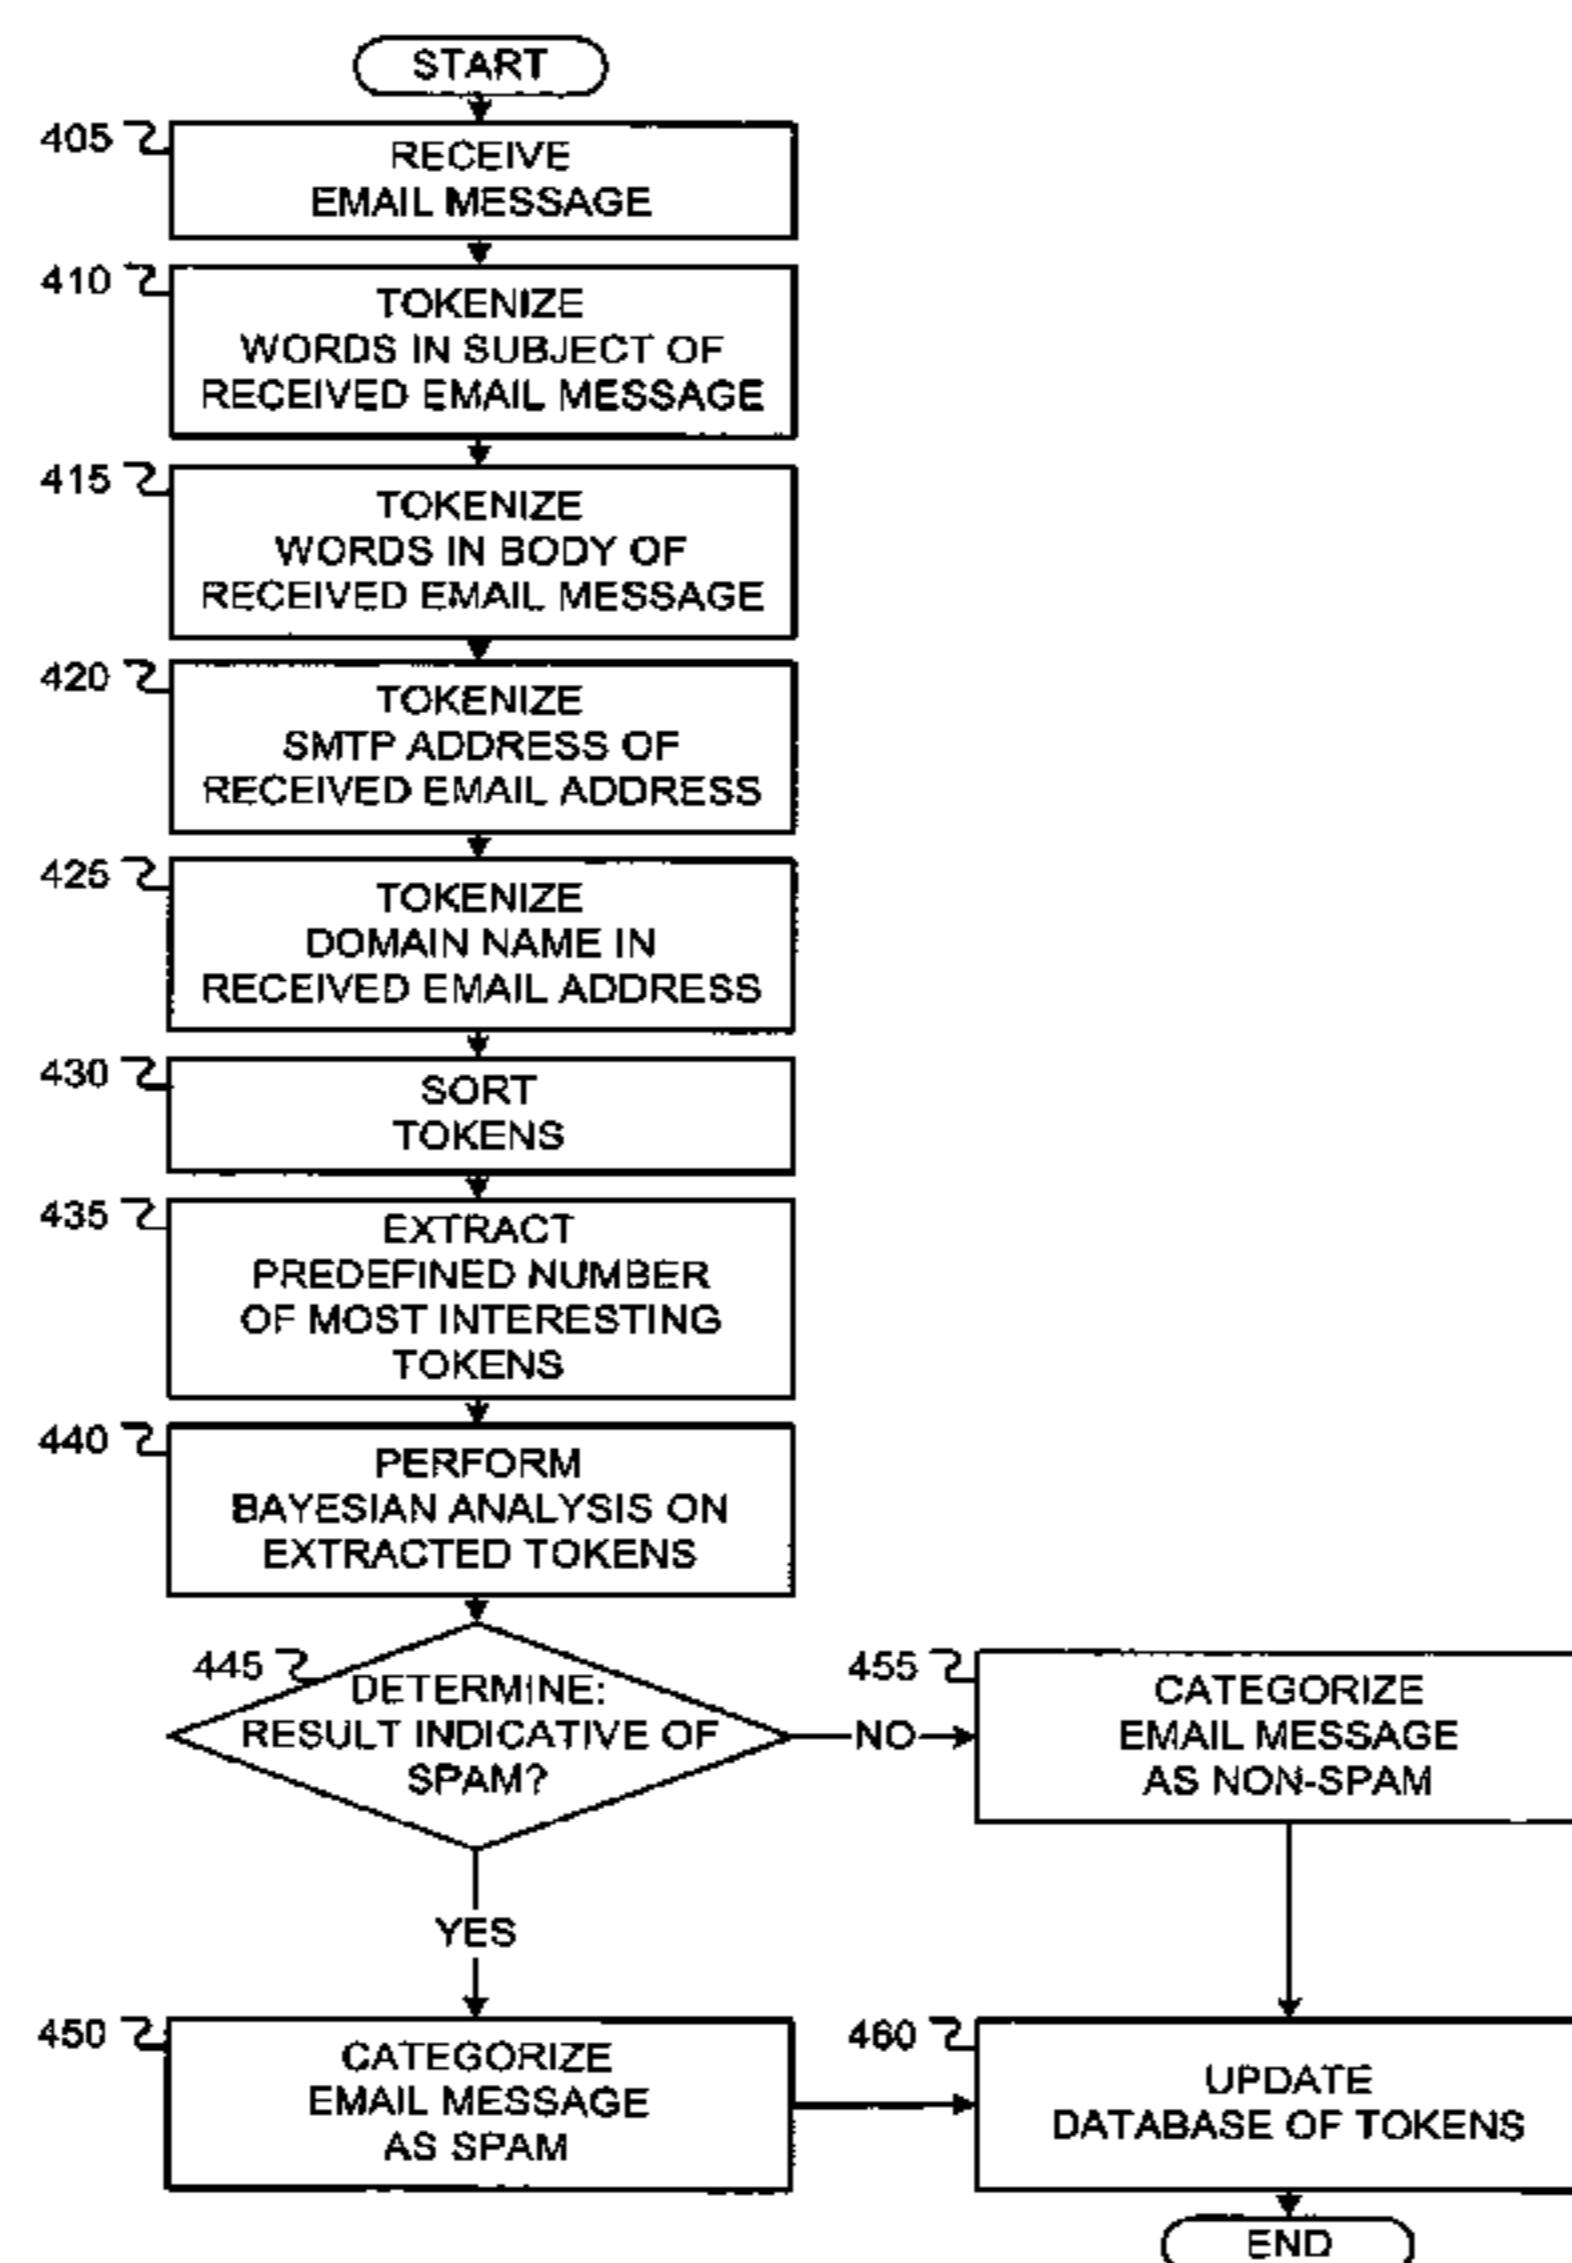 START
405
RECEIVE
EMAIL MESSAGE
410
TOKENIZE
WORDS IN SUBJECT OF
RECEIVED EMAIL MESSAGE
415
TOKENIZE
WORDS IN BODY OF
RECEIVED EMAIL MESSAGE
420
TOKENIZE
SMTP ADDRESS OF
RECEIVED EMAIL ADDRESS
425
TOKENIZE
DOMAIN NAME IN
RECEIVED EMAIL ADDRESS
430
SORT
TOKENS
435
EXTRACT
PREDEFINED NUMBER
OF MOST INTERESTING
TOKENS
440
PERFORM
BAYESIAN ANALYSIS ON
EXTRACTED TOKENS
445
DETERMINE:
RESULT INDICATIVE OF
SPAM?
NO
455
CATEGORIZE
EMAIL MESSAGE
AS NON-SPAM
YES
450
CATEGORIZE
EMAIL MESSAGE
AS SPAM
460
UPDATE
DATABASE OF TOKENS
END